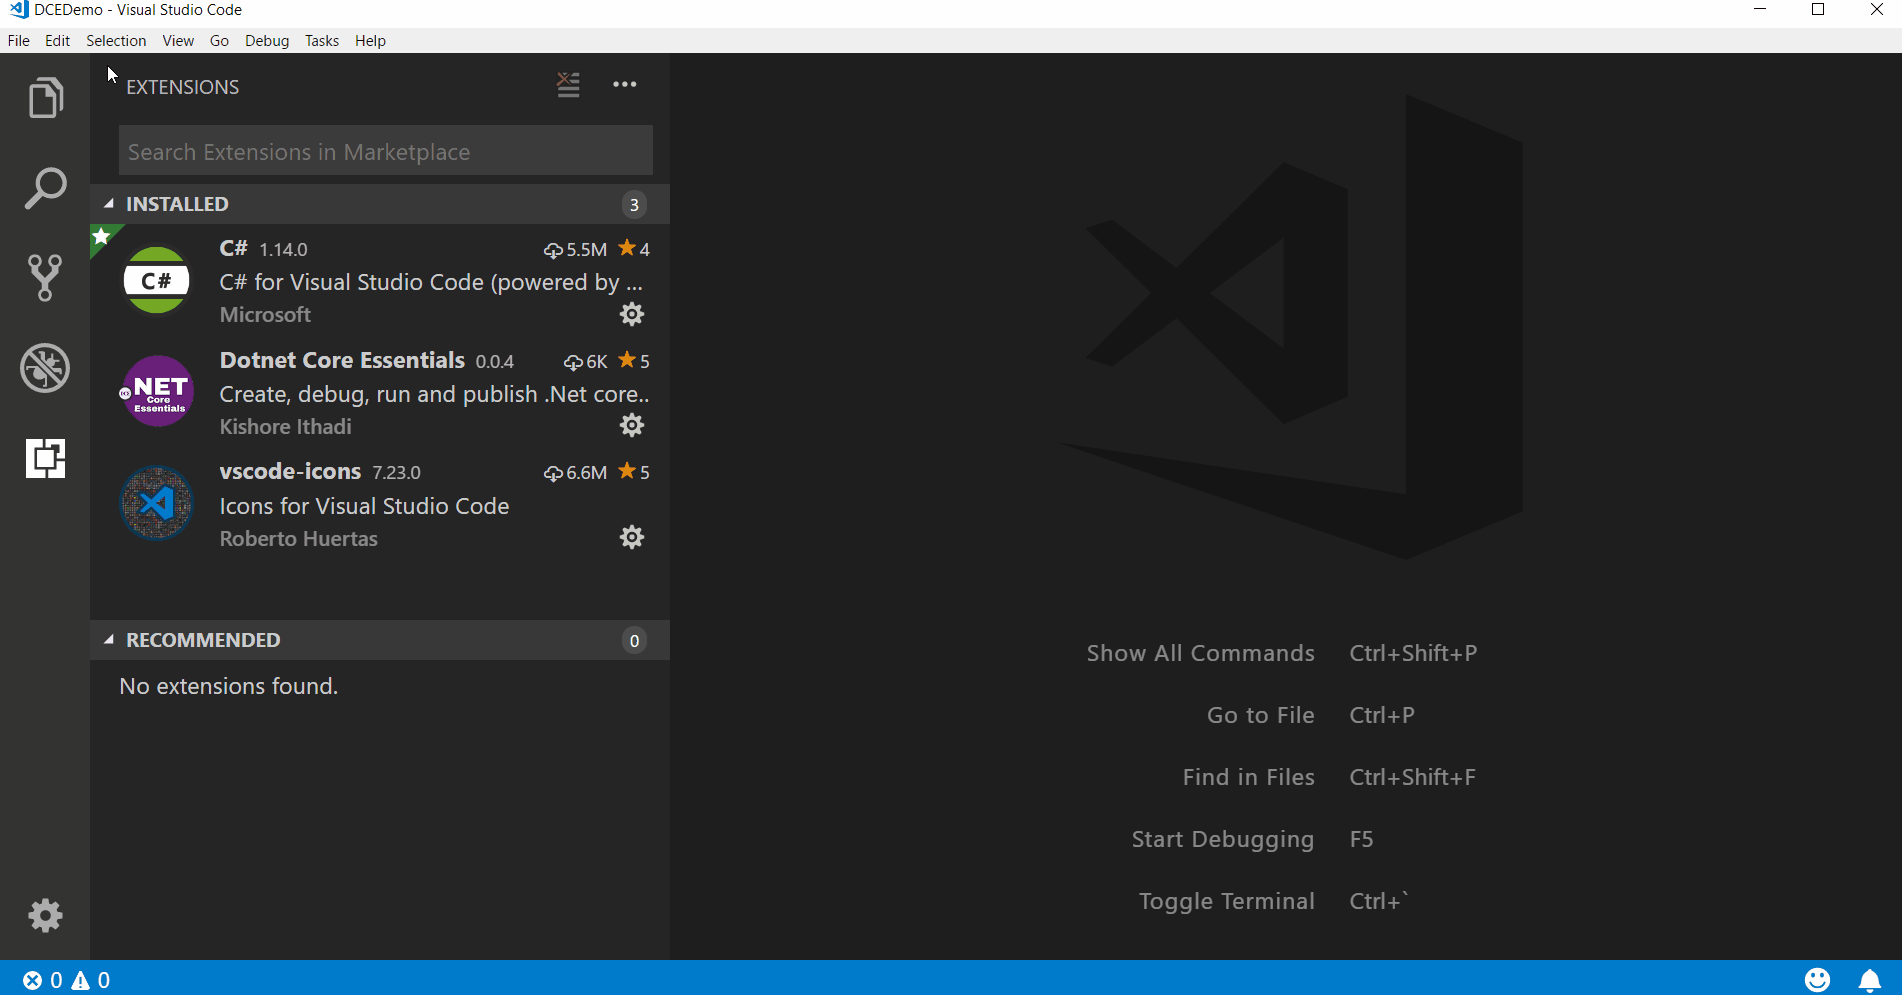 DCEDemo - Visual Studio Code
File Edit Selection View Go Debug Tasks Help
EXTENSIONS
Search Extensions in Marketplace
INSTALLED 3
C# 1.14.0 5.5M 4
C#
C# for Visual Studio Code (powered by ...
Microsoft
Dotnet Core Essentials 0.0.4 6K 5
.NET
Core
Essentials
Create, debug, run and publish .Net core..
Kishore Ithadi
vscode-icons 7.23.0 6.6M 5
Icons for Visual Studio Code
Roberto Huertas
RECOMMENDED 0
No extensions found.
Show All Commands Ctrl+Shift+P
Go to File Ctrl+P
Find in Files Ctrl+Shift+F
Start Debugging F5
Toggle Terminal Ctrl+`
0 0